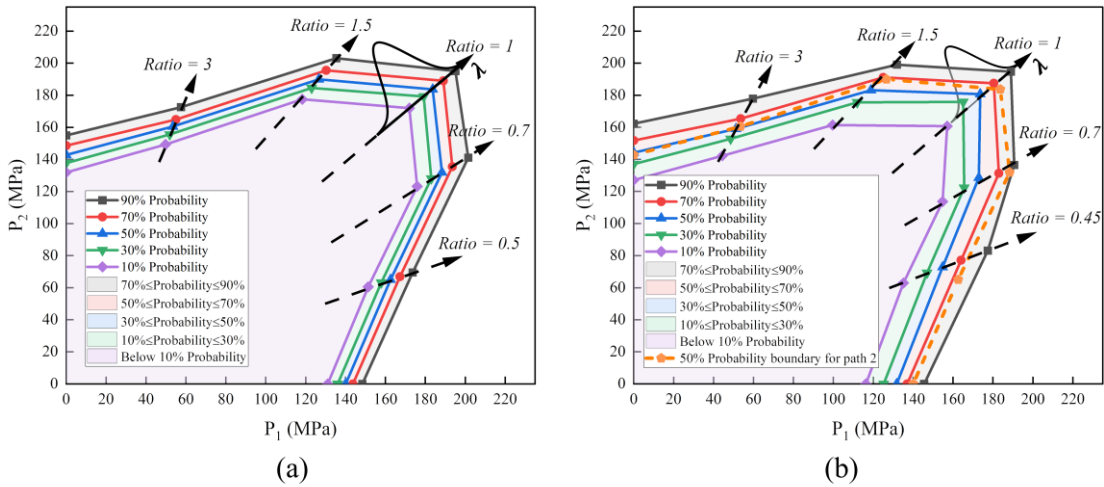 220
200
180
160
140
120
100
80
60
40
20
0
P2 (MPa)
Ratio = 3
Ratio = 1.5
Ratio = 1
Ratio = 0.7
Ratio = 0.5
90% Probability
70% Probability
50% Probability
30% Probability
10% Probability
70%≤Probability≤90%
50%≤Probability≤70%
30%≤Probability≤50%
10%≤Probability≤30%
Below 10% Probability
0 20 40 60 80 100 120 140 160 180 200 220
P1 (MPa)
(a)
220
200
180
160
140
120
100
80
60
40
20
0
P2 (MPa)
Ratio = 3
Ratio = 1.5
Ratio = 1
Ratio = 0.7
Ratio = 0.45
90% Probability
70% Probability
50% Probability
30% Probability
10% Probability
70%≤Probability≤90%
50%≤Probability≤70%
30%≤Probability≤50%
10%≤Probability≤30%
Below 10% Probability
50% Probability boundary for path 2
0 20 40 60 80 100 120 140 160 180 200 220
P1 (MPa)
(b)